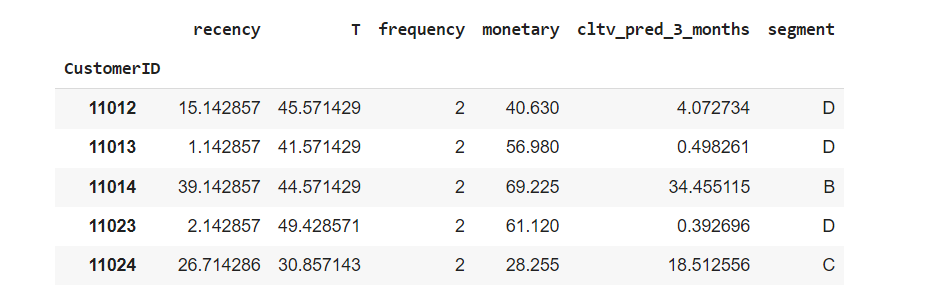 recency T frequency monetary cltv_pred_3_months segment
CustomerID
11012 15.142857 45.571429 2 40.630 4.072734 D
11013 1.142857 41.571429 2 56.980 0.498261 D
11014 39.142857 44.571429 2 69.225 34.455115 B
11023 2.142857 49.428571 2 61.120 0.392696 D
11024 26.714286 30.857143 2 28.255 18.512556 C